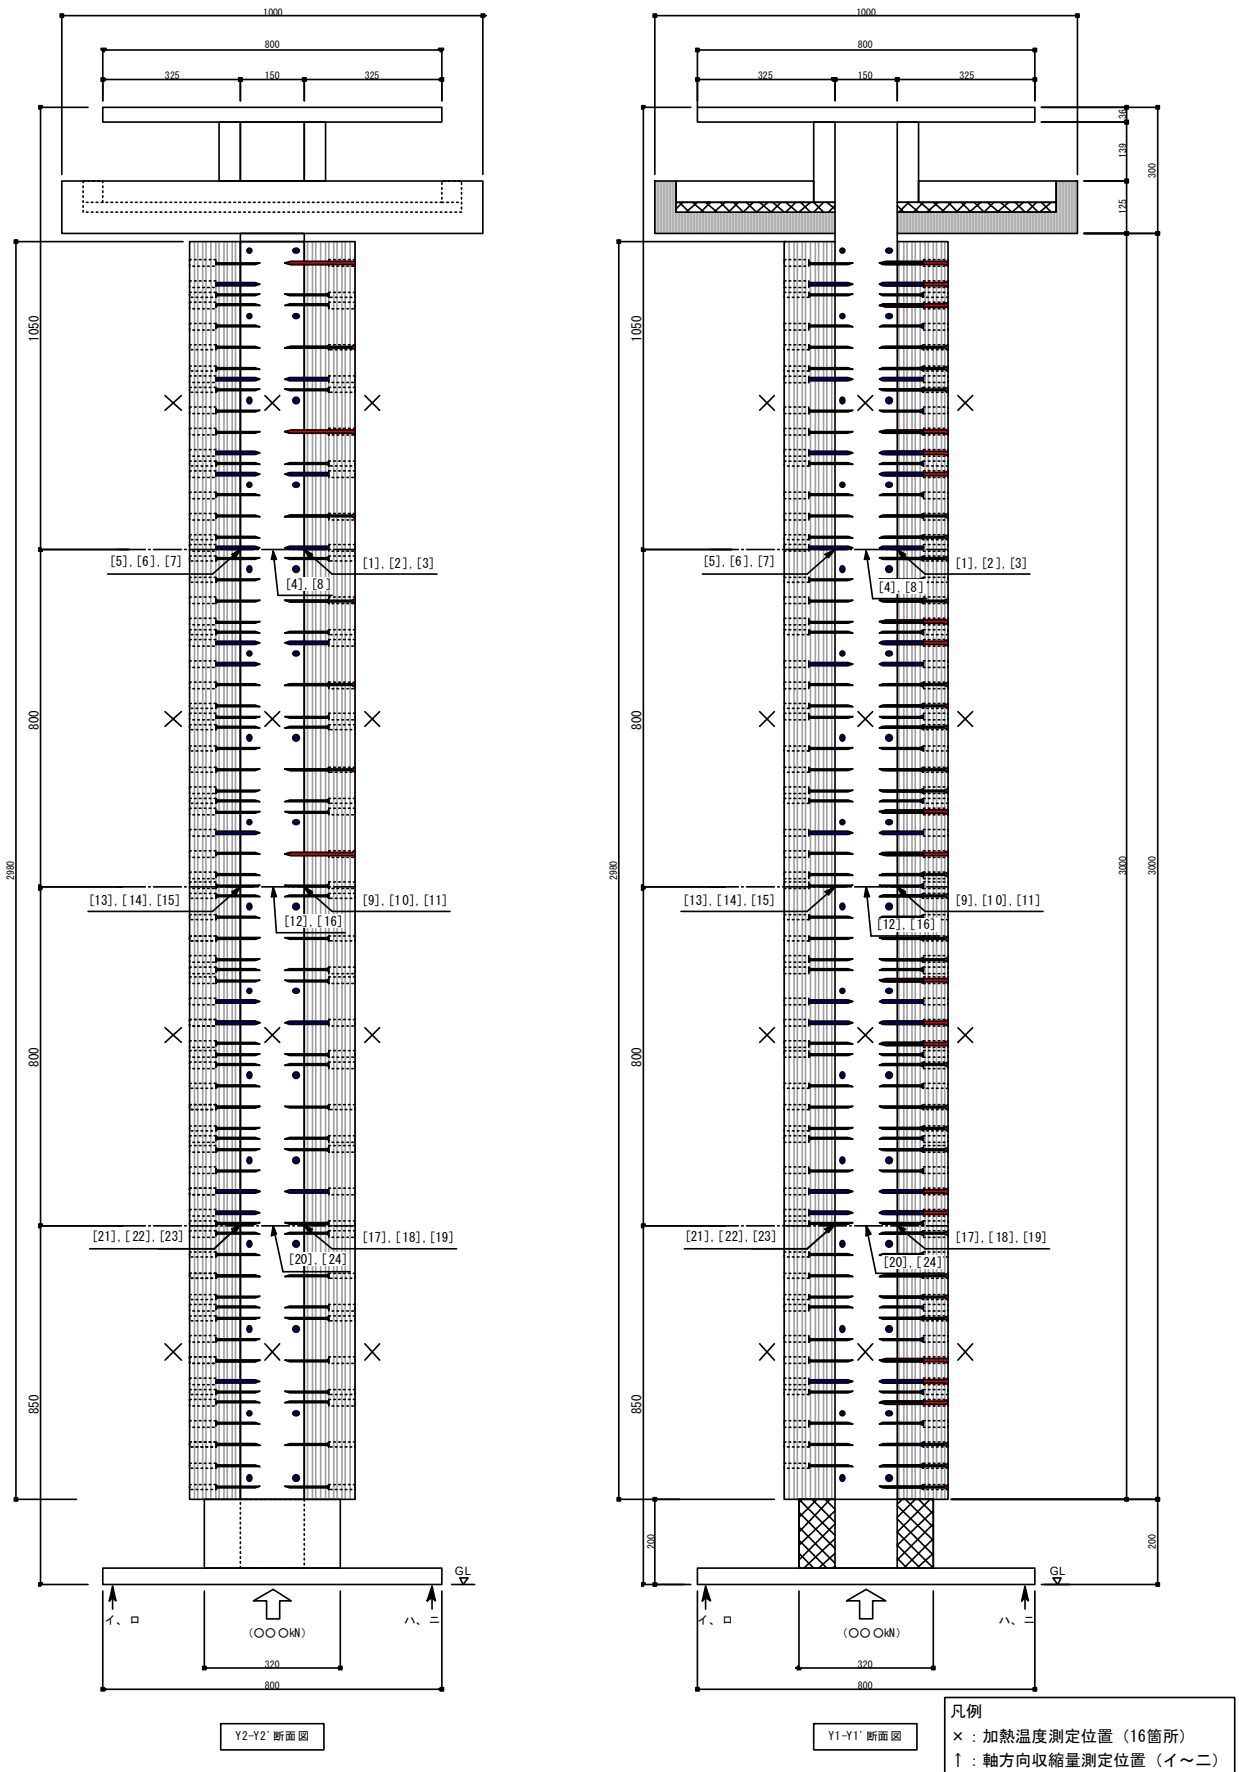 1000
800
325 150 325
1000
800
325 150 325
36
139
125
300
1050
1050
[5], [6], [7]
[4], [8]
[1], [2], [3]
[5], [6], [7]
[4], [8]
[1], [2], [3]
800
800
2980
2980
3000
3000
[13], [14], [15]
[12], [16]
[9], [10], [11]
[13], [14], [15]
[12], [16]
[9], [10], [11]
800
800
[21], [22], [23]
[20], [24]
[17], [18], [19]
[21], [22], [23]
[20], [24]
[17], [18], [19]
850
850
200
200
GL
GL
イ、ロ
ハ、ニ
(○○○kN)
イ、ロ
ハ、ニ
(○○○kN)
320
800
320
800
Y2-Y2' 断面図
Y1-Y1' 断面図
凡例
×：加熱温度測定位置（16箇所）
↑：軸方向収縮量測定位置（イ～ニ）